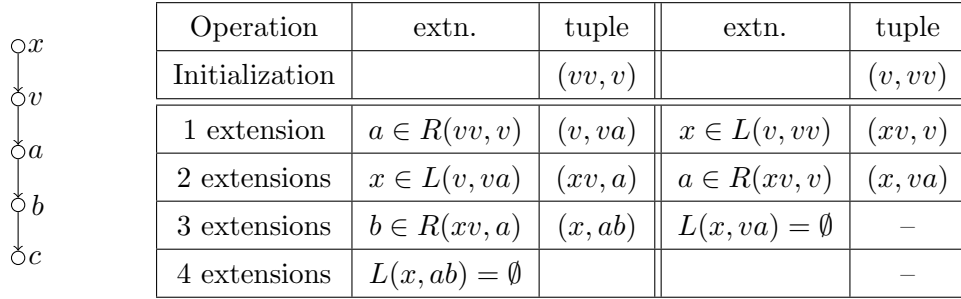 x
v
a
b
c
Operation extn. tuple extn. tuple
Initialization (vv, v) (v, vv)
1 extension a ∈ R(vv, v) (v, va) x ∈ L(v, vv) (xv, v)
2 extensions x ∈ L(v, va) (xv, a) a ∈ R(xv, v) (x, va)
3 extensions b ∈ R(xv, a) (x, ab) L(x, va) = ∅ –
4 extensions L(x, ab) = ∅ –